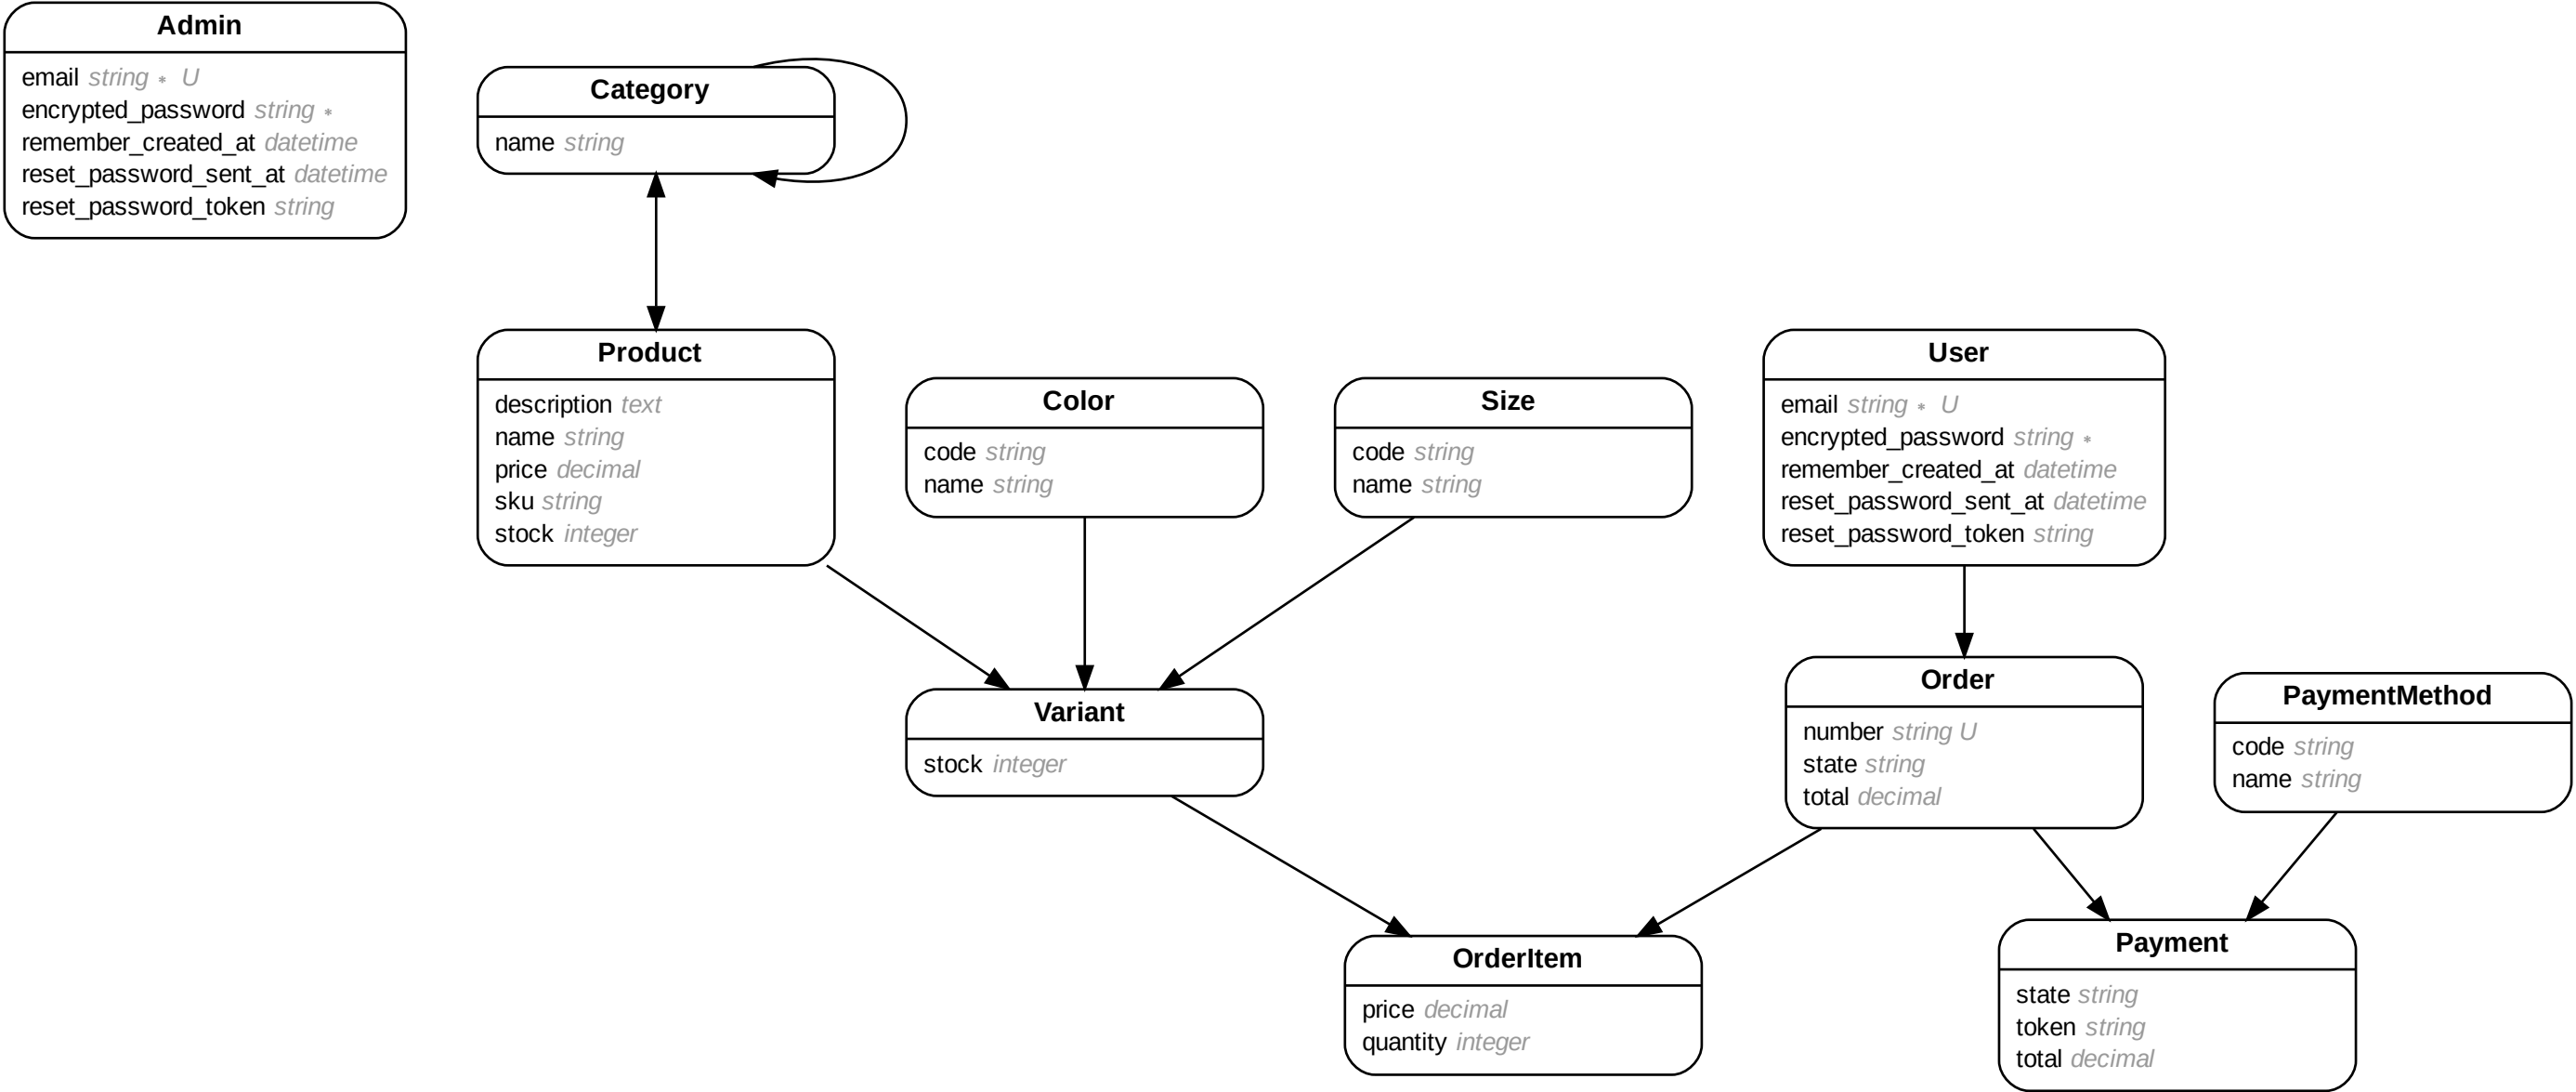 Admin
email string * U
encrypted_password string *
remember_created_at datetime
reset_password_sent_at datetime
reset_password_token string
Category
name string
Product
description text
name string
price decimal
sku string
stock integer
Color
code string
name string
Size
code string
name string
User
email string * U
encrypted_password string *
remember_created_at datetime
reset_password_sent_at datetime
reset_password_token string
Variant
stock integer
Order
number string U
state string
total decimal
PaymentMethod
code string
name string
OrderItem
price decimal
quantity integer
Payment
state string
token string
total decimal